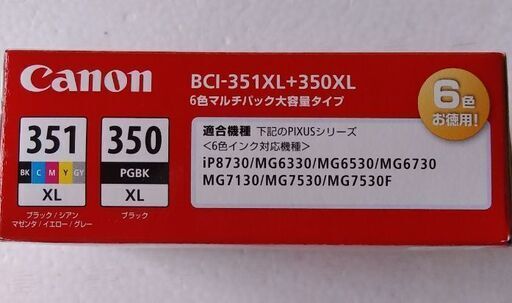 Canon
BCI-351XL+350XL
6色マルチパック大容量タイプ
6色
お徳用!
351
BK C M Y GY
XL
ブラック/シアン
マゼンタ/イエロー/グレー
350
PGBK
XL
ブラック
適合機種 下記のPIXUSシリーズ
<6色インク対応機種>
iP8730/MG6330/MG6530/MG6730
MG7130/MG7530/MG7530F